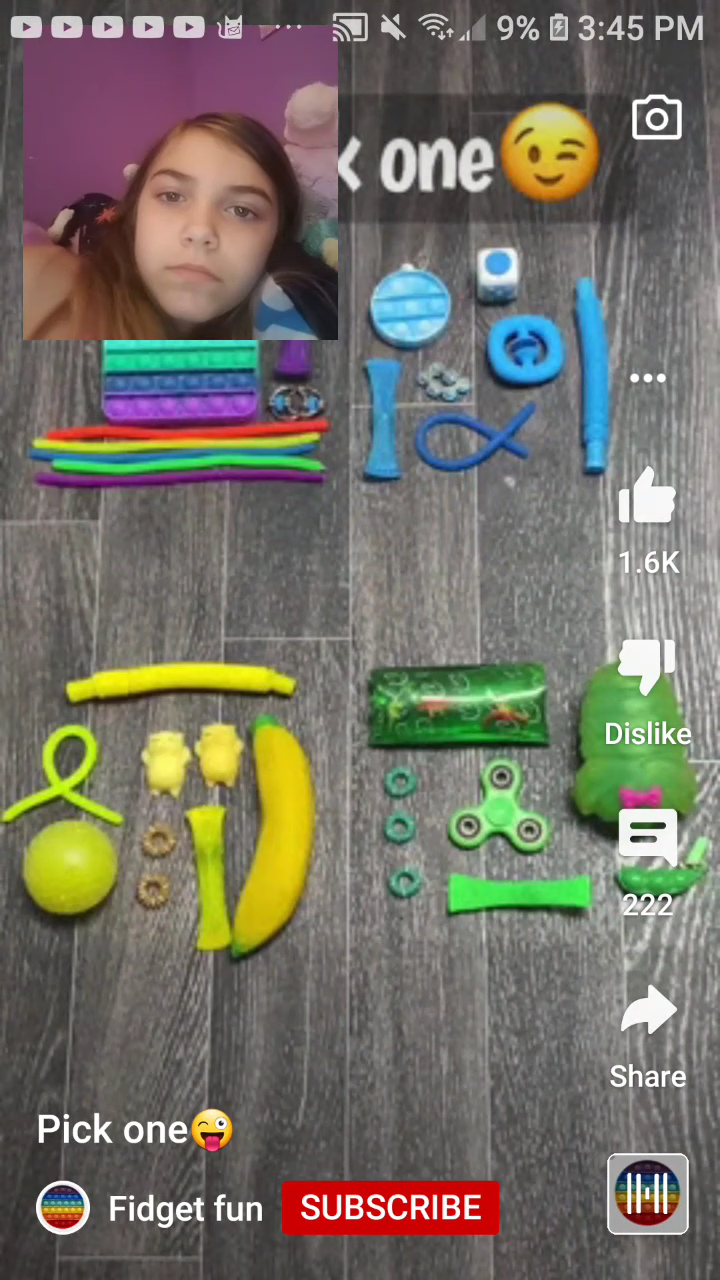 9% 3:45 PM
k one😉
1.6K
Dislike
222
Share
Pick one😜
Fidget fun SUBSCRIBE